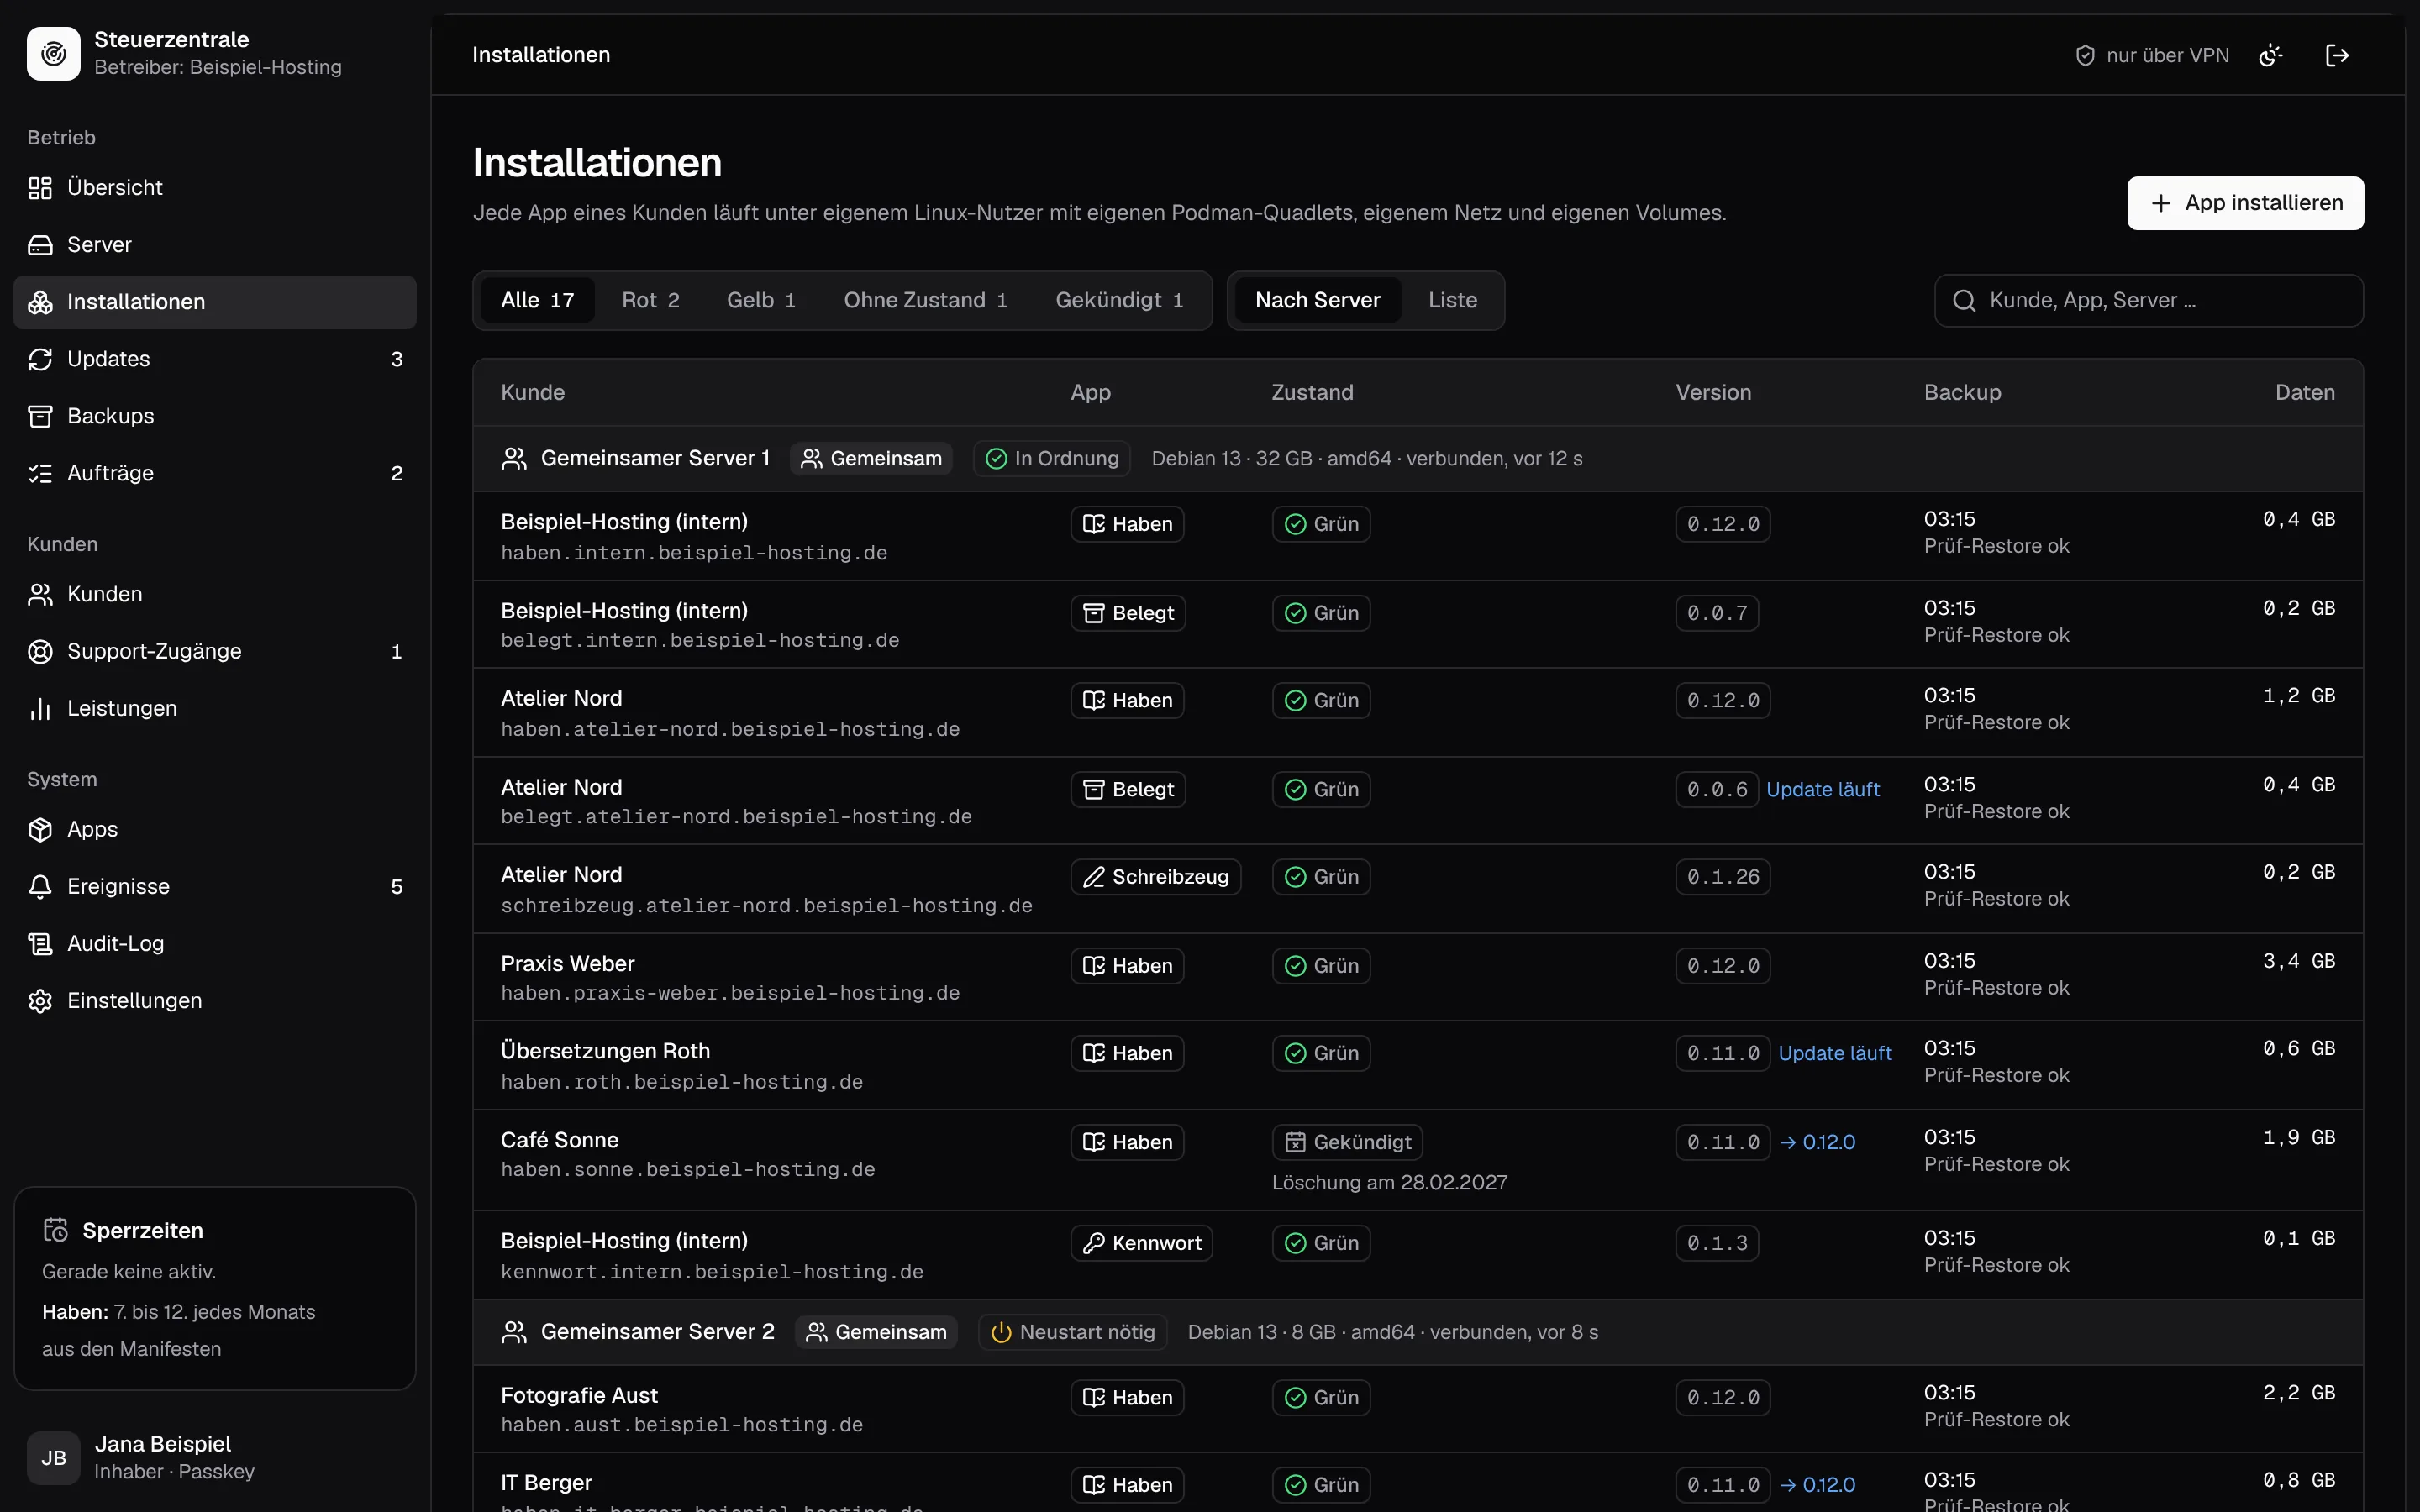 Steuerzentrale
Betreiber: Beispiel-Hosting
Betrieb
Übersicht
Server
Installationen
Updates 3
Backups
Aufträge 2
Kunden
Kunden
Support-Zugänge 1
Leistungen
System
Apps
Ereignisse 5
Audit-Log
Einstellungen
Sperrzeiten
Gerade keine aktiv.
Haben: 7. bis 12. jedes Monats
aus den Manifesten
JB
Jana Beispiel
Inhaber · Passkey
Installationen
nur über VPN
Installationen
Jede App eines Kunden läuft unter eigenem Linux-Nutzer mit eigenen Podman-Quadlets, eigenem Netz und eigenen Volumes.
App installieren
Alle 17 Rot 2 Gelb 1 Ohne Zustand 1 Gekündigt 1
Nach Server Liste
Kunde, App, Server ...
Kunde App Zustand Version Backup Daten
Gemeinsamer Server 1 Gemeinsam In Ordnung Debian 13 · 32 GB · amd64 · verbunden, vor 12 s
Beispiel-Hosting (intern) Haben Grün 0.12.0 03:15 0,4 GB
haben.intern.beispiel-hosting.de Prüf-Restore ok
Beispiel-Hosting (intern) Belegt Grün 0.0.7 03:15 0,2 GB
belegt.intern.beispiel-hosting.de Prüf-Restore ok
Atelier Nord Haben Grün 0.12.0 03:15 1,2 GB
haben.atelier-nord.beispiel-hosting.de Prüf-Restore ok
Atelier Nord Belegt Grün 0.0.6 Update läuft 03:15 0,4 GB
belegt.atelier-nord.beispiel-hosting.de Prüf-Restore ok
Atelier Nord Schreibzeug Grün 0.1.26 03:15 0,2 GB
schreibzeug.atelier-nord.beispiel-hosting.de Prüf-Restore ok
Praxis Weber Haben Grün 0.12.0 03:15 3,4 GB
haben.praxis-weber.beispiel-hosting.de Prüf-Restore ok
Übersetzungen Roth Haben Grün 0.11.0 Update läuft 03:15 0,6 GB
haben.roth.beispiel-hosting.de Prüf-Restore ok
Café Sonne Haben Gekündigt 0.11.0 → 0.12.0 03:15 1,9 GB
haben.sonne.beispiel-hosting.de Prüf-Restore ok
Löschung am 28.02.2027
Beispiel-Hosting (intern) Kennwort Grün 0.1.3 03:15 0,1 GB
kennwort.intern.beispiel-hosting.de Prüf-Restore ok
Gemeinsamer Server 2 Gemeinsam Neustart nötig Debian 13 · 8 GB · amd64 · verbunden, vor 8 s
Fotografie Aust Haben Grün 0.12.0 03:15 2,2 GB
haben.aust.beispiel-hosting.de Prüf-Restore ok
IT Berger Haben Grün 0.11.0 → 0.12.0 03:15 0,8 GB
haben.it-berger.beispiel-hosting.de Prüf-Restore ok